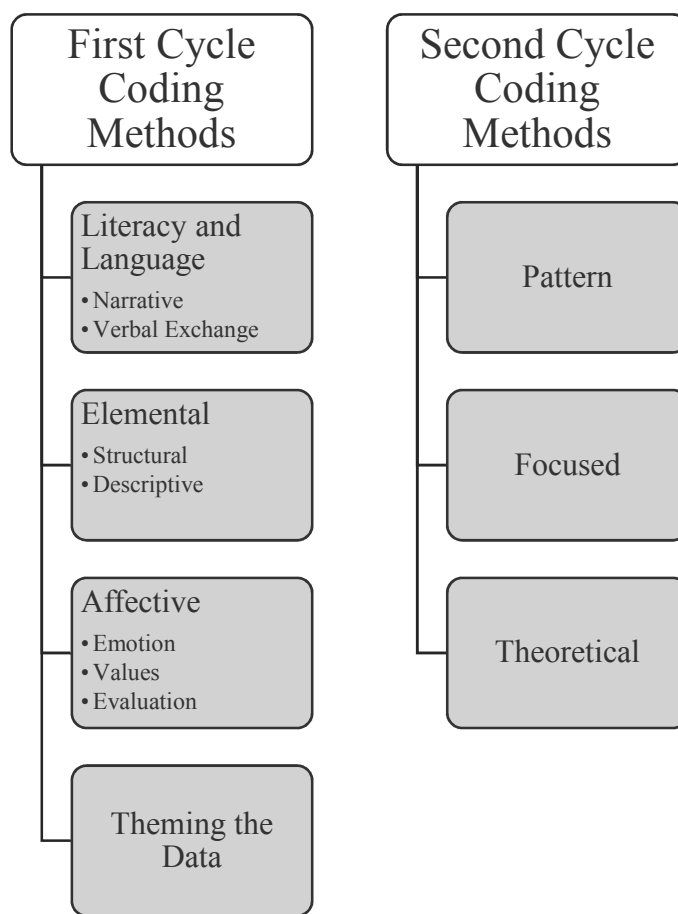 First Cycle
Coding
Methods
Literacy and
Language
• Narrative
• Verbal Exchange
Elemental
• Structural
• Descriptive
Affective
• Emotion
• Values
• Evaluation
Theming the
Data
Second Cycle
Coding
Methods
Pattern
Focused
Theoretical